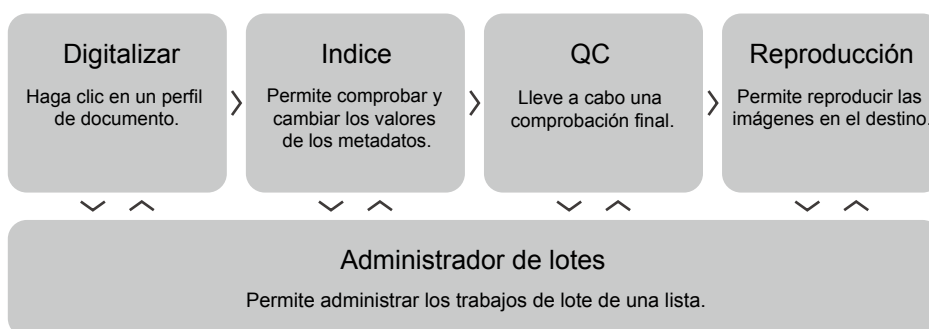 Digitalizar
Haga clic en un perfil
de documento.
Indice
Permite comprobar y
cambiar los valores
de los metadatos.
QC
Lleve a cabo una
comprobación final.
Reproducción
Permite reproducir las
imágenes en el destino.
Administrador de lotes
Permite administrar los trabajos de lote de una lista.